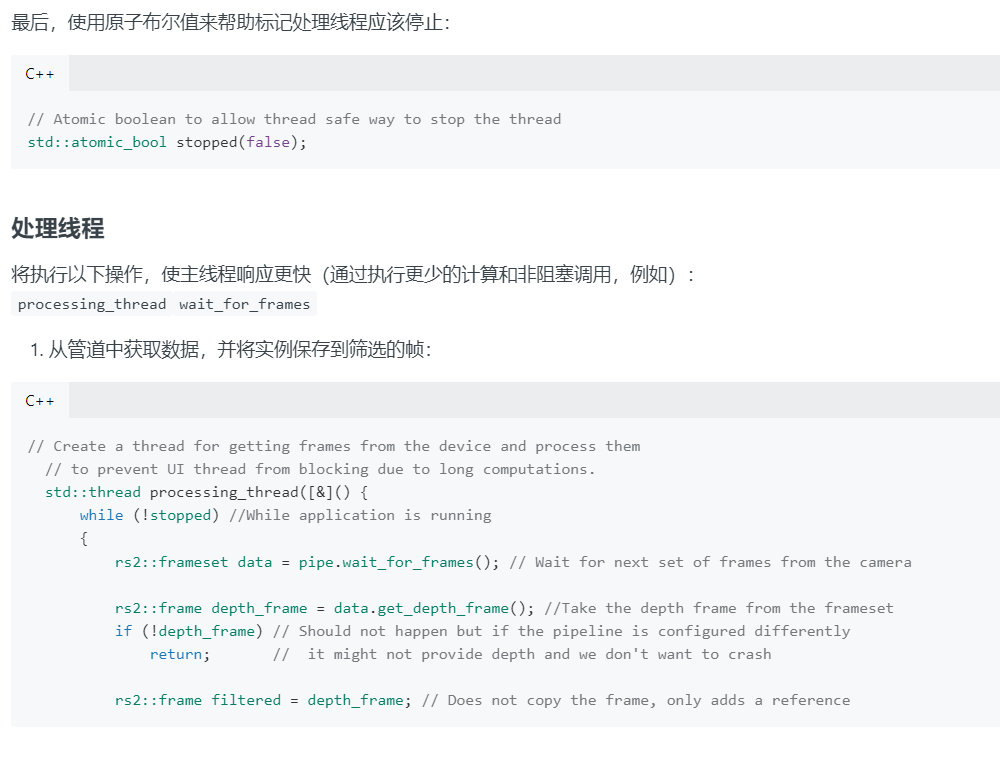 最后，使用原子布尔值来帮助标记处理线程应该停止：
C++
// Atomic boolean to allow thread safe way to stop the thread
std::atomic_bool stopped(false);
处理线程
将执行以下操作，使主线程响应更快（通过执行更少的计算和非阻塞调用，例如）：
processing_thread wait_for_frames
1. 从管道中获取数据，并将实例保存到筛选的帧：
C++
// Create a thread for getting frames from the device and process them
// to prevent UI thread from blocking due to long computations.
std::thread processing_thread([&]() {
while (!stopped) //While application is running
{
rs2::frameset data = pipe.wait_for_frames(); // Wait for next set of frames from the camera
rs2::frame depth_frame = data.get_depth_frame(); //Take the depth frame from the frameset
if (!depth_frame) // Should not happen but if the pipeline is configured differently
return;       //  it might not provide depth and we don't want to crash
rs2::frame filtered = depth_frame; // Does not copy the frame, only adds a reference